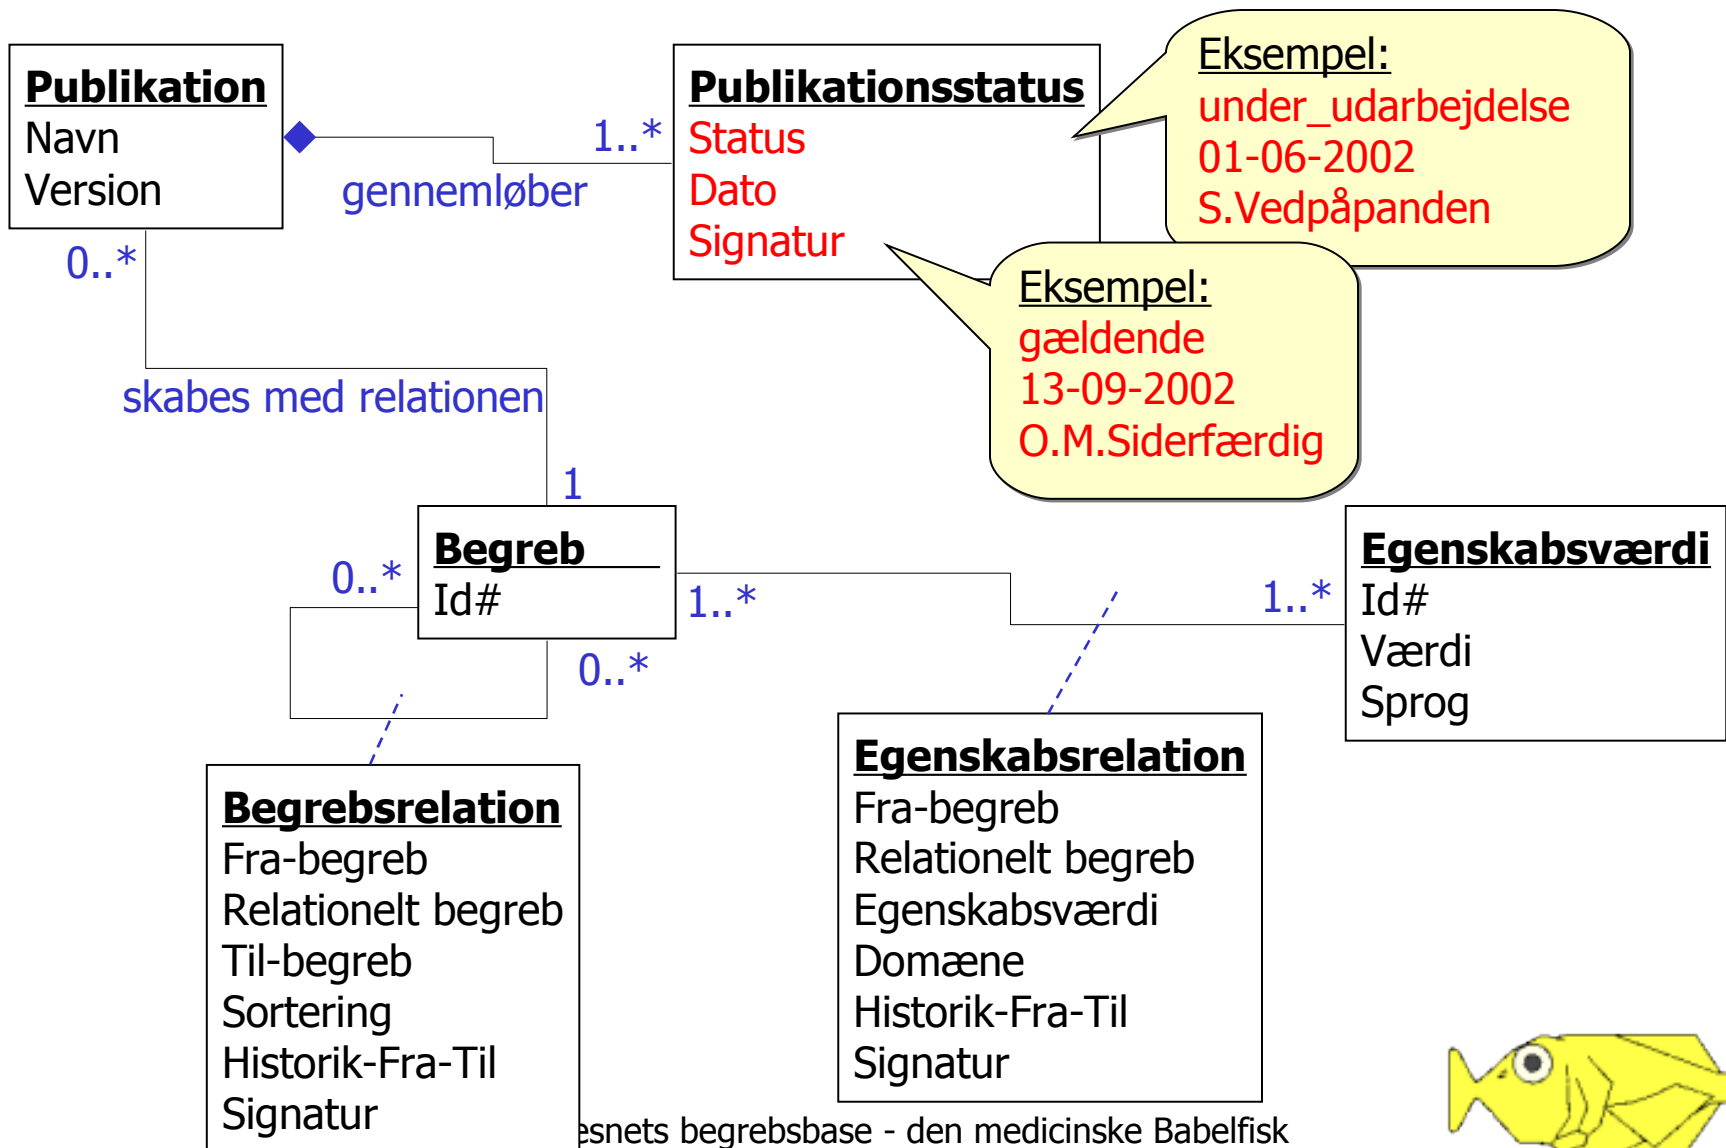 Publikation
Navn
Version
Publikationsstatus
Status
Dato
Signatur
Eksempel:
under_udarbejdelse
01-06-2002
S.Vedpåpanden
Eksempel:
gældende
13-09-2002
O.M.Siderfærdig
1..*
gennemløber
0..*
skabes med relationen
1
Begreb
Id#
0..*
0..*
1..*
1..*
Egenskabsværdi
Id#
Værdi
Sprog
Begrebsrelation
Fra-begreb
Relationelt begreb
Til-begreb
Sortering
Historik-Fra-Til
Signatur
Egenskabsrelation
Fra-begreb
Relationelt begreb
Egenskabsværdi
Domæne
Historik-Fra-Til
Signatur
esnets begrebsbase - den medicinske Babelfisk